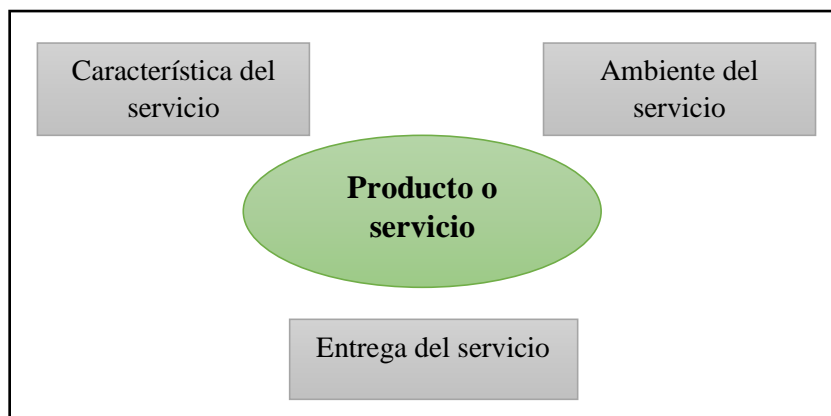 Característica del
servicio
Ambiente del
servicio
Producto o
servicio
Entrega del servicio